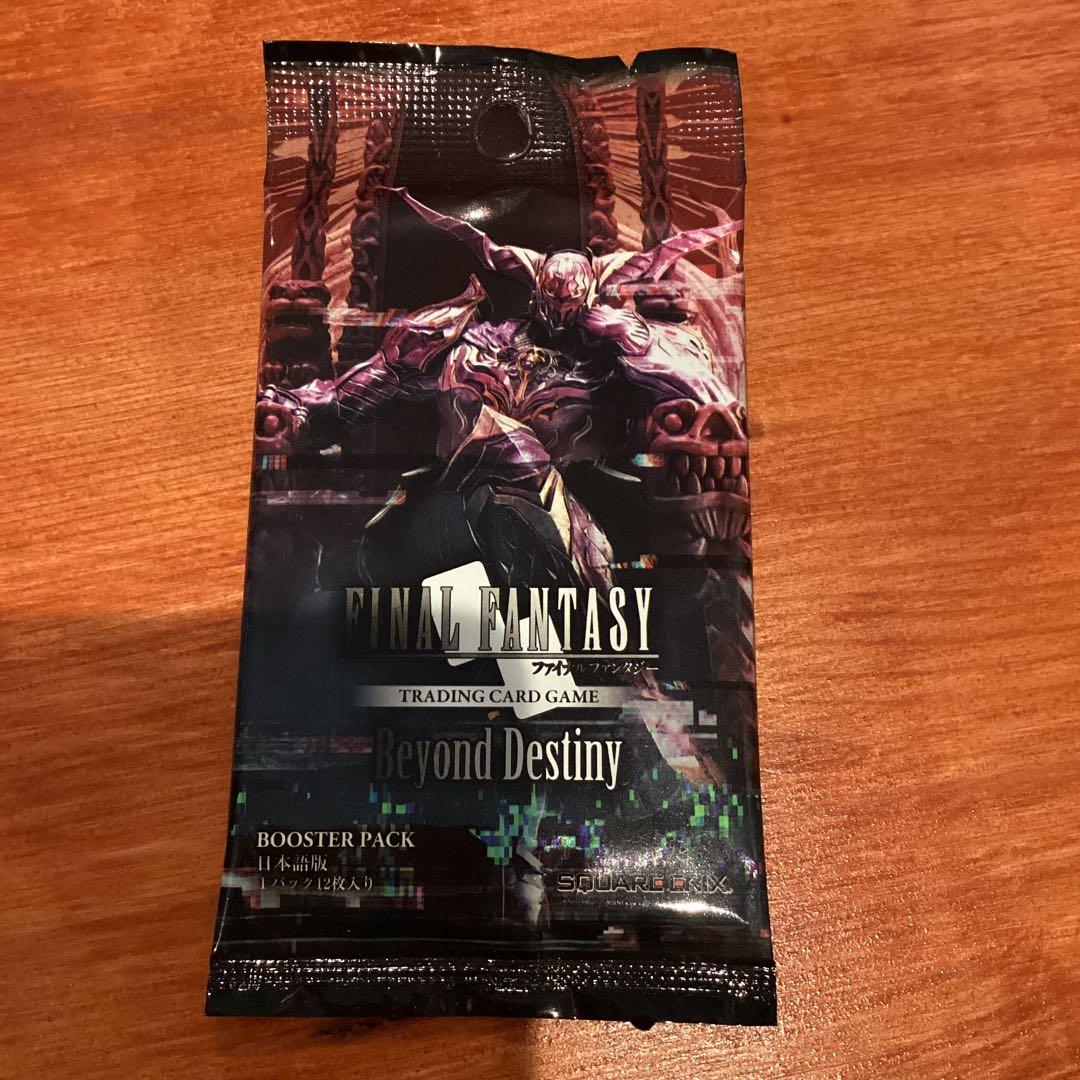 FINAL FANTASY
ファイナルファンタジー
TRADING CARD GAME
Beyond Destiny
BOOSTER PACK
日本語版
1パック12枚入り
SQUARE ENIX